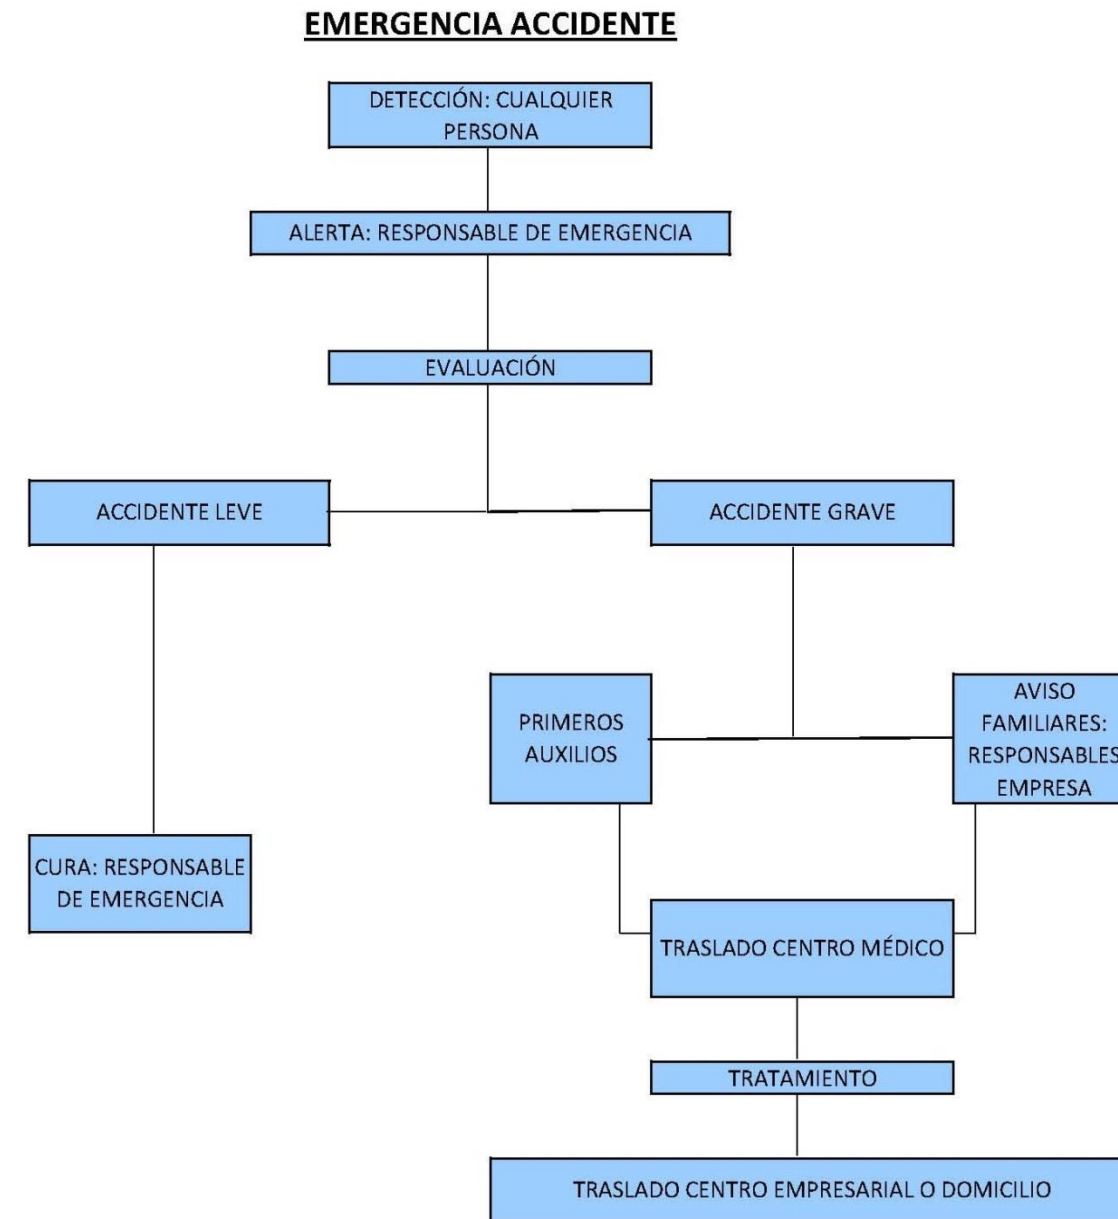 EMERGENCIA ACCIDENTE
DETECCIÓN: CUALQUIER
PERSONA
ALERTA: RESPONSABLE DE EMERGENCIA
EVALUACIÓN
ACCIDENTE LEVE
ACCIDENTE GRAVE
PRIMEROS
AUXILIOS
AVISO
FAMILIARES:
RESPONSABLES
EMPRESA
CURA: RESPONSABLE
DE EMERGENCIA
TRASLADO CENTRO MÉDICO
TRATAMIENTO
TRASLADO CENTRO EMPRESARIAL O DOMICILIO